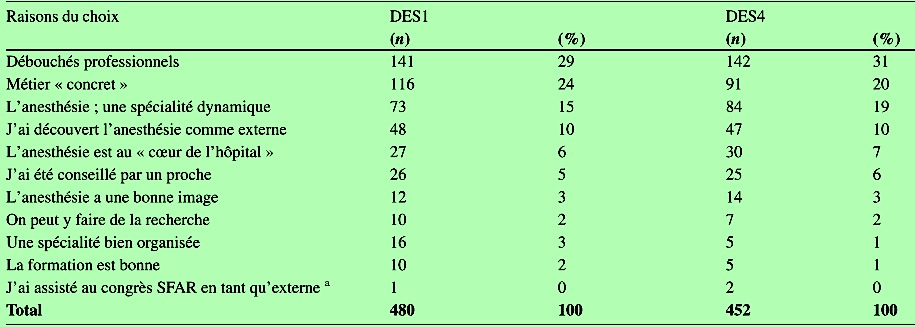 Raisons du choix DES1 DES4
(n) (%) (n) (%)
Débouchés professionnels 141 29 142 31
Métier « concret » 116 24 91 20
L'anesthésie ; une spécialité dynamique 73 15 84 19
J'ai découvert l'anesthésie comme externe 48 10 47 10
L'anesthésie est au « cœur de l'hôpital » 27 6 30 7
J'ai été conseillé par un proche 26 5 25 6
L'anesthésie a une bonne image 12 3 14 3
On peut y faire de la recherche 10 2 7 2
Une spécialité bien organisée 16 3 5 1
La formation est bonne 10 2 5 1
J'ai assisté au congrès SFAR en tant qu'externe a 1 0 2 0
Total 480 100 452 100